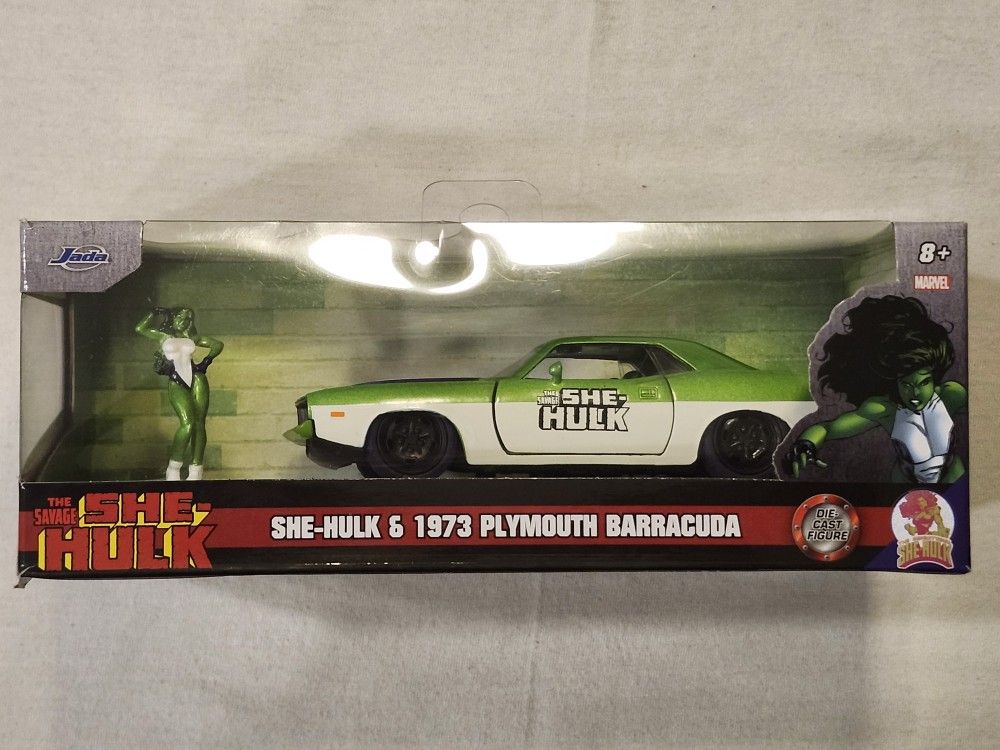 Jada
8+
MARVEL
THE
SAVAGE
SHE-
HULK
THE
SAVAGE
SHE-
HULK
SHE-HULK & 1973 PLYMOUTH BARRACUDA
DIE-
CAST
FIGURE
SHE-HULK